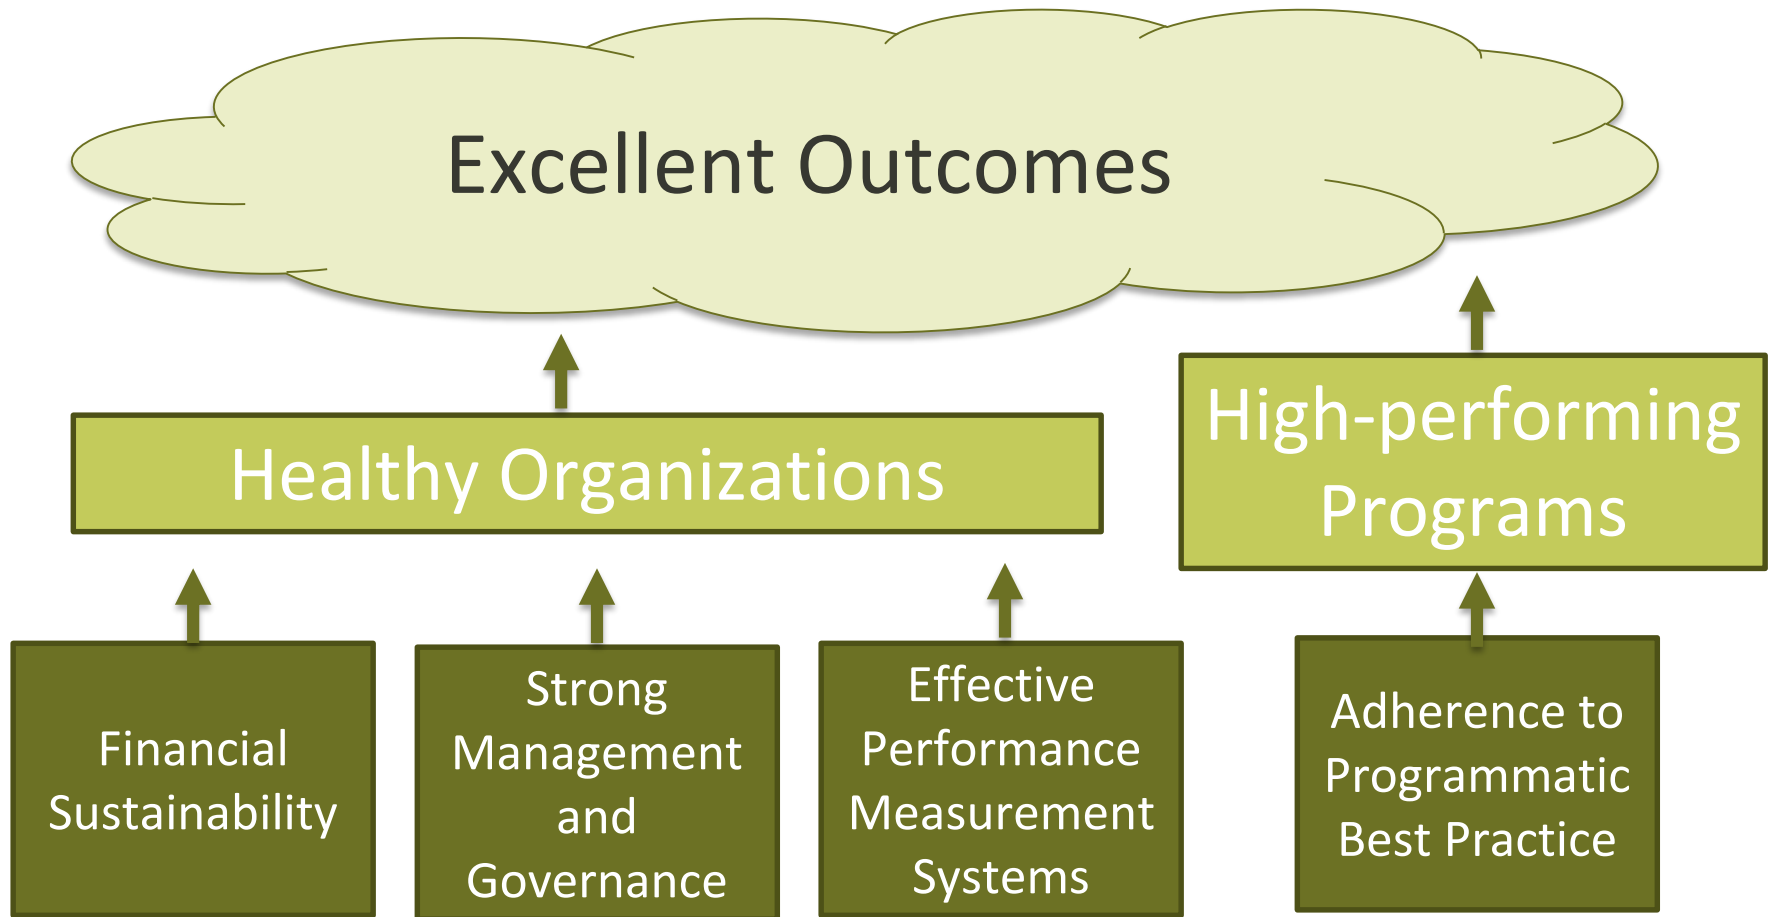 Excellent Outcomes
Healthy Organizations
High-performing
Programs
Financial
Sustainability
Strong
Management
and
Governance
Effective
Performance
Measurement
Systems
Adherence to
Programmatic
Best Practice